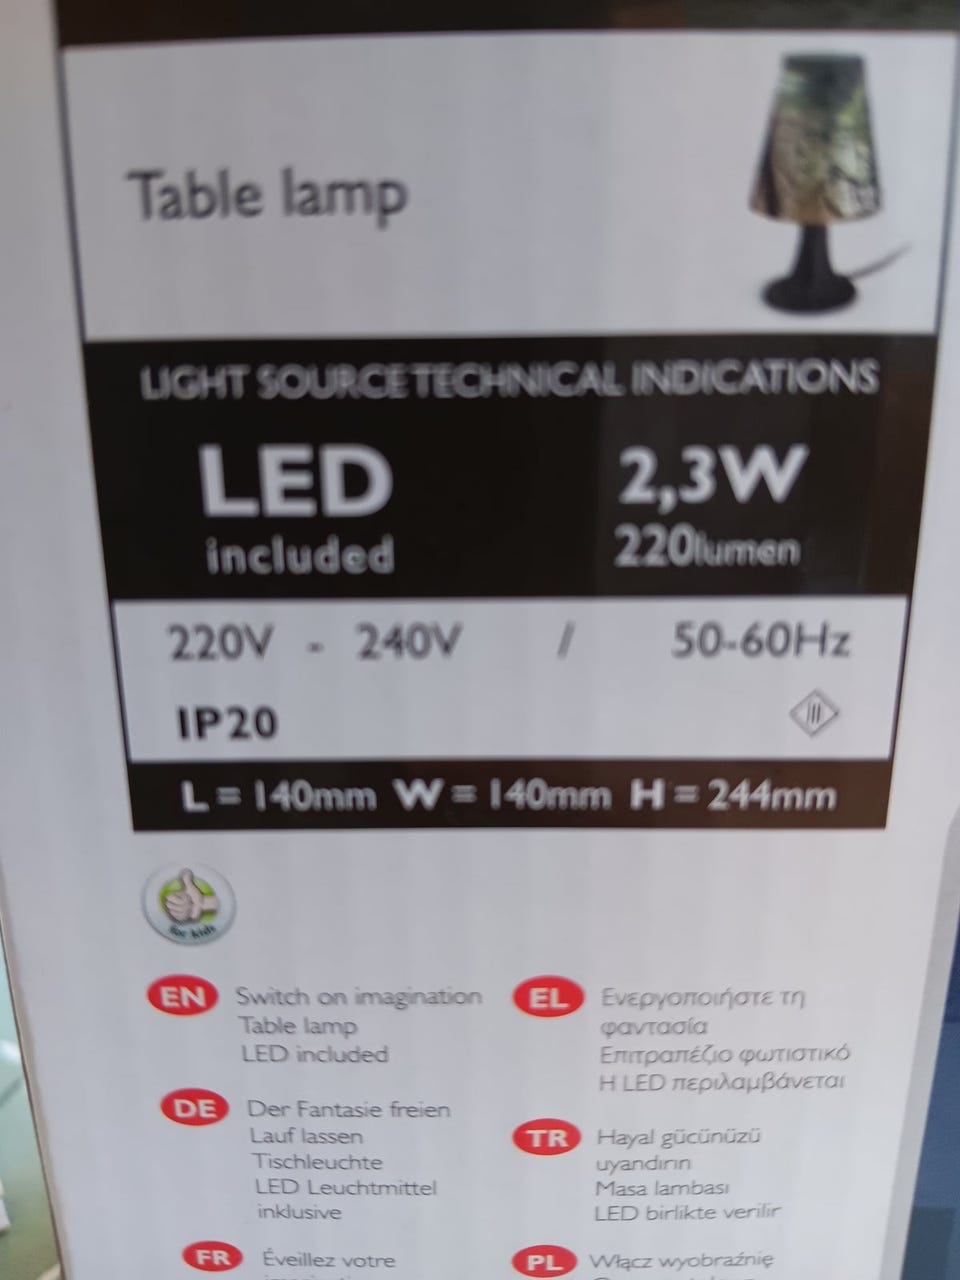 Table lamp
LIGHT SOURCE TECHNICAL INDICATIONS
LED
included
2,3W
220lumen
220V - 240V / 50-60Hz
IP20
III
L = 140mm W = 140mm H = 244mm
for kids
EN
Switch on imagination
Table lamp
LED included
DE
Der Fantasie freien
Lauf lassen
Tischleuchte
LED Leuchtmittel
inklusive
FR
Éveillez votre
EL
Ενεργοποιήστε τη
φαντασία
Επιτραπέζιο φωτιστικό
Η LED περιλαμβάνεται
TR
Hayal gücünüzü
uyandırın
Masa lambası
LED birlikte verilir
PL
Włącz wyobraźnię